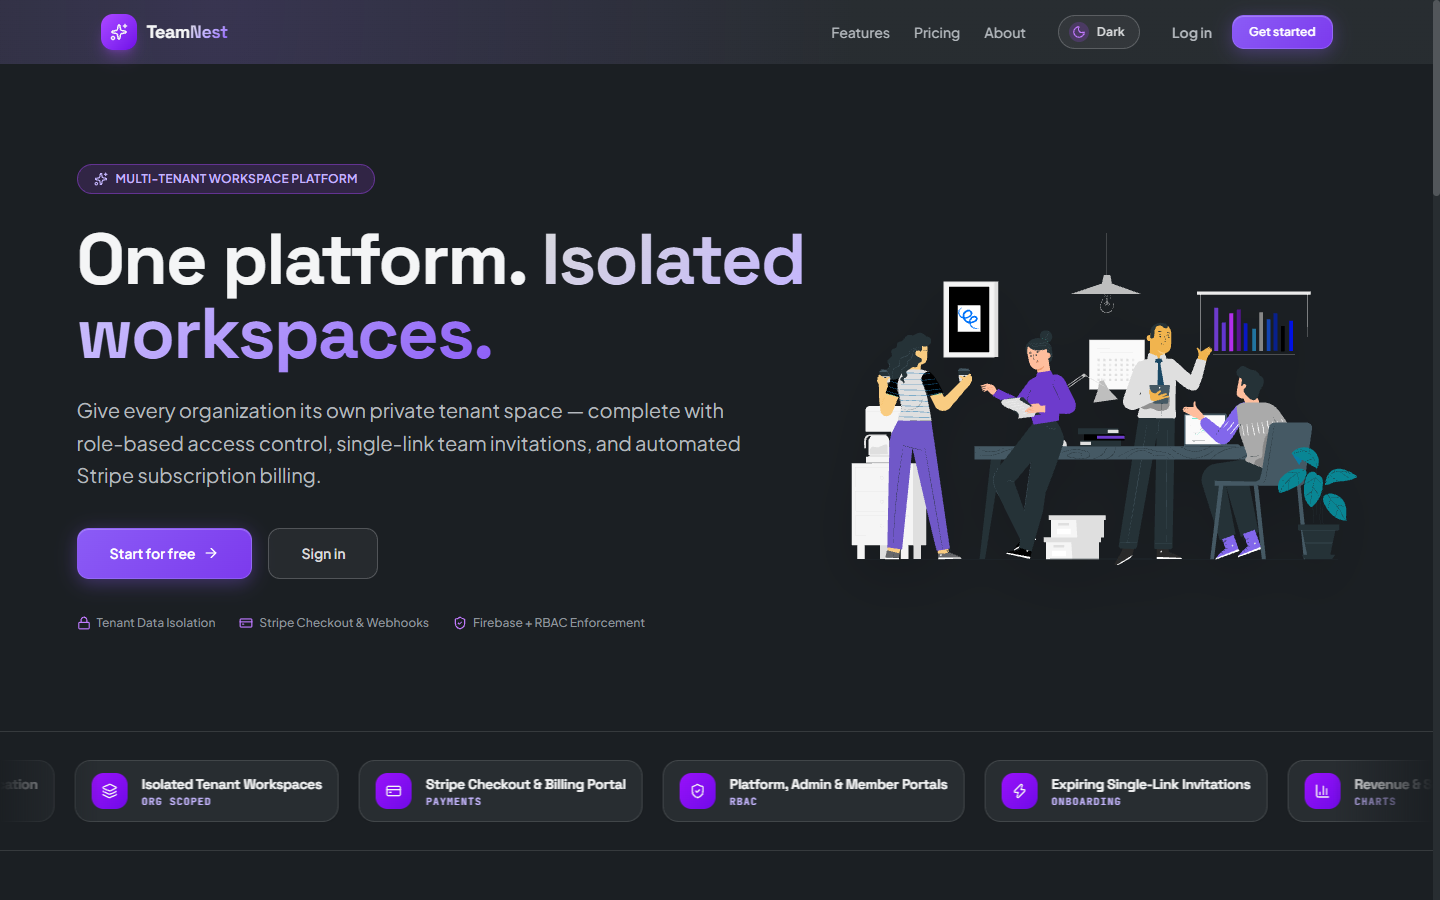 TeamNest
Features
Pricing
About
Dark
Log in
Get started
MULTI-TENANT WORKSPACE PLATFORM
One platform. Isolated
workspaces.
Give every organization its own private tenant space — complete with
role-based access control, single-link team invitations, and automated
Stripe subscription billing.
Start for free
Sign in
Tenant Data Isolation
Stripe Checkout & Webhooks
Firebase + RBAC Enforcement
Isolated Tenant Workspaces
ORG SCOPED
Stripe Checkout & Billing Portal
PAYMENTS
Platform, Admin & Member Portals
RBAC
Expiring Single-Link Invitations
ONBOARDING
Revenue &
CHARTS